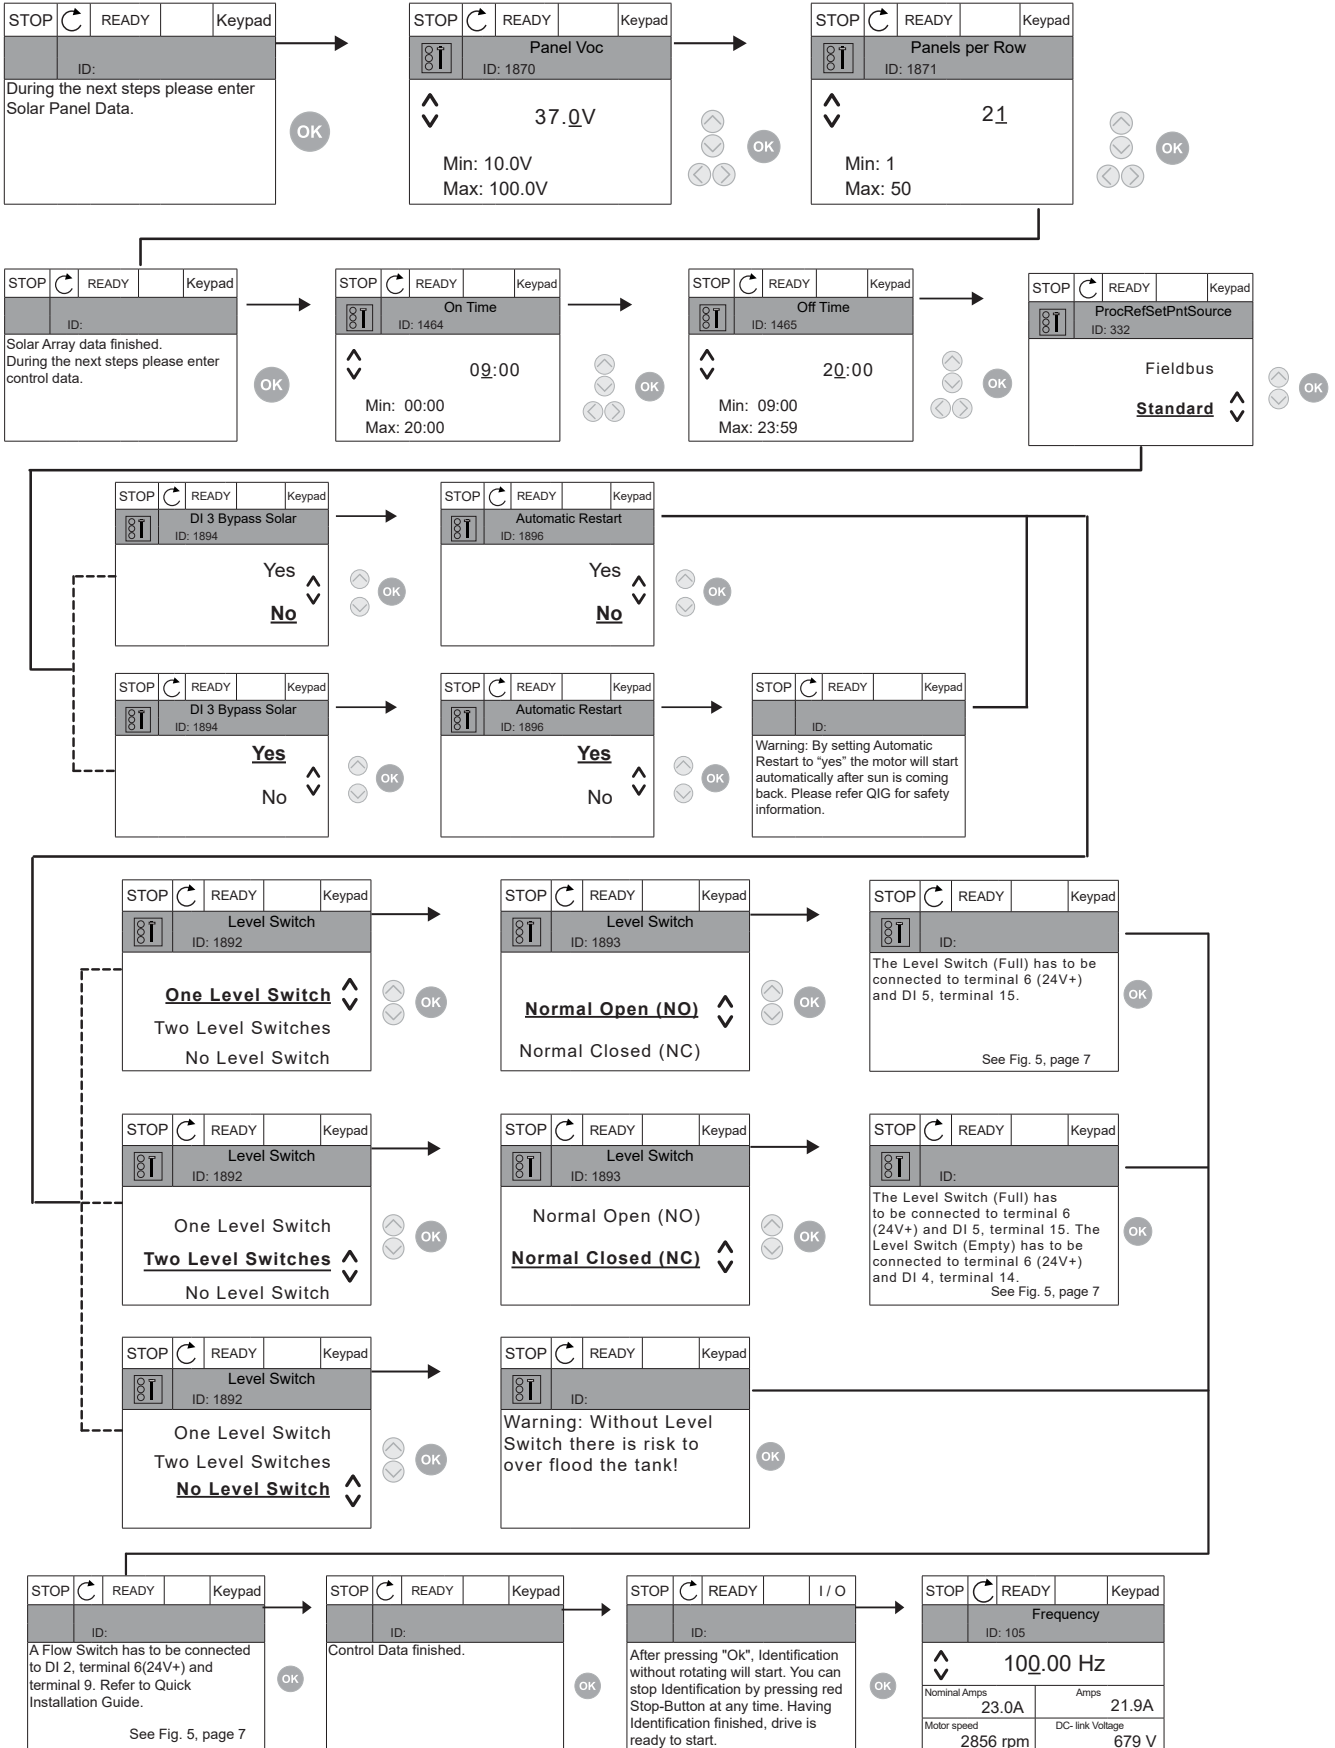 STOP READY Keypad
ID:
During the next steps please enter
Solar Panel Data.
OK
STOP READY Keypad
Panel Voc
ID: 1870
37.0V
Min: 10.0V
Max: 100.0V
OK
STOP READY Keypad
Panels per Row
ID: 1871
21
Min: 1
Max: 50
OK
STOP READY Keypad
ID:
Solar Array data finished.
During the next steps please enter
control data.
OK
STOP READY Keypad
On Time
ID: 1464
09:00
Min: 00:00
Max: 20:00
OK
STOP READY Keypad
Off Time
ID: 1465
20:00
Min: 09:00
Max: 23:59
OK
STOP READY Keypad
ProcRefSetPntSource
ID: 332
Fieldbus
Standard
OK
STOP READY Keypad
DI 3 Bypass Solar
ID: 1894
Yes
No
OK
STOP READY Keypad
Automatic Restart
ID: 1896
Yes
No
OK
STOP READY Keypad
DI 3 Bypass Solar
ID: 1894
Yes
No
OK
STOP READY Keypad
Automatic Restart
ID: 1896
Yes
No
OK
STOP READY Keypad
ID:
Warning: By setting Automatic
Restart to “yes” the motor will start
automatically after sun is coming
back. Please refer QIG for safety
information.
STOP READY Keypad
Level Switch
ID: 1892
One Level Switch
Two Level Switches
No Level Switch
OK
STOP READY Keypad
Level Switch
ID: 1893
Normal Open (NO)
Normal Closed (NC)
OK
STOP READY Keypad
ID:
The Level Switch (Full) has to be
connected to terminal 6 (24V+)
and DI 5, terminal 15.
See Fig. 5, page 7
OK
STOP READY Keypad
Level Switch
ID: 1892
One Level Switch
Two Level Switches
No Level Switch
OK
STOP READY Keypad
Level Switch
ID: 1893
Normal Open (NO)
Normal Closed (NC)
OK
STOP READY Keypad
ID:
The Level Switch (Full) has
to be connected to terminal 6
(24V+) and DI 5, terminal 15. The
Level Switch (Empty) has to be
connected to terminal 6 (24V+)
and DI 4, terminal 14.
See Fig. 5, page 7
OK
STOP READY Keypad
Level Switch
ID: 1892
One Level Switch
Two Level Switches
No Level Switch
OK
STOP READY Keypad
ID:
Warning: Without Level
Switch there is risk to
over flood the tank!
OK
STOP READY Keypad
ID:
A Flow Switch has to be connected
to DI 2, terminal 6(24V+) and
terminal 9. Refer to Quick
Installation Guide.
See Fig. 5, page 7
OK
STOP READY Keypad
ID:
Control Data finished.
OK
STOP READY I / O
ID:
After pressing "Ok", Identification
without rotating will start. You can
stop Identification by pressing red
Stop-Button at any time. Having
Identification finished, drive is
ready to start.
OK
STOP READY Keypad
Frequency
ID: 105
100.00 Hz
Nominal Amps Amps
23.0A 21.9A
Motor speed DC- link Voltage
2856 rpm 679 V